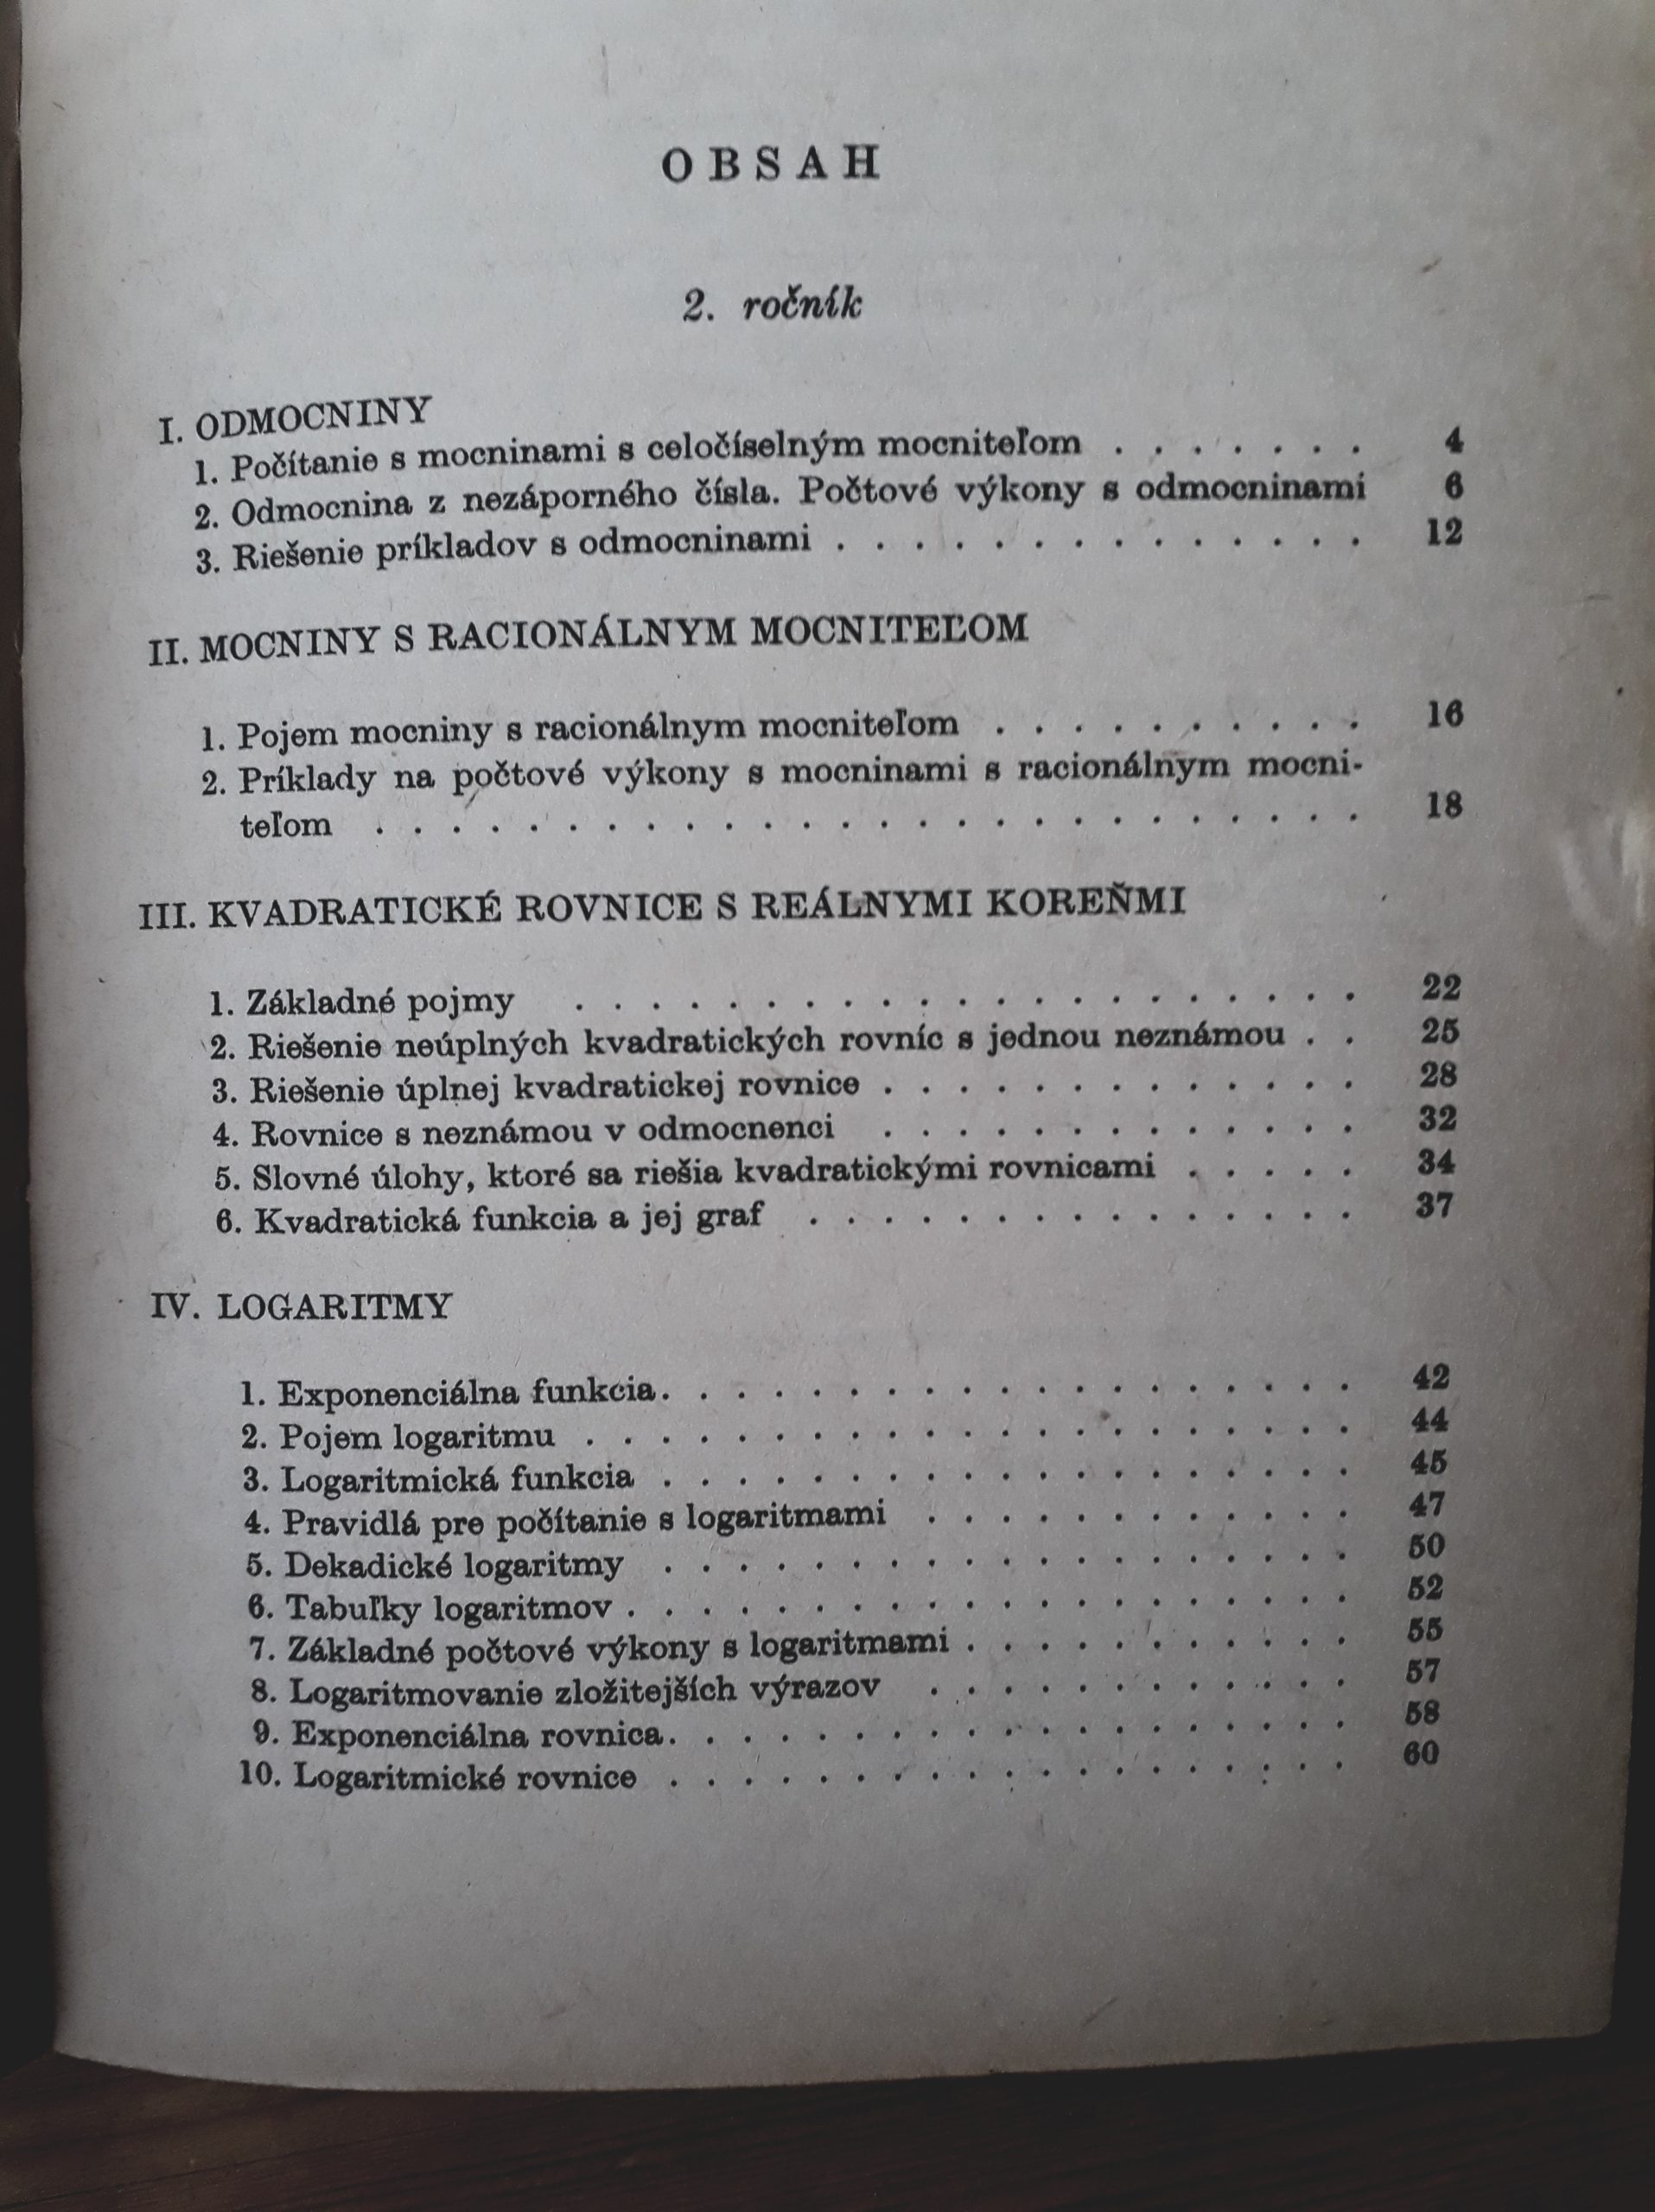 OBSAH
2. ročník
I. ODMOCNINY
1. Počítanie s mocninami s celočíselným mocniteľom . . . . . . . 4
2. Odmocnina z nezáporného čísla. Počtové výkony s odmocninami 6
3. Riešenie príkladov s odmocninami . . . . . . . . . . . . . . 12
II. MOCNINY S RACIONÁLNYM MOCNITEĽOM
1. Pojem mocniny s racionálnym mocniteľom . . . . . . . . . . 16
2. Príklady na počtové výkony s mocninami s racionálnym mocni-
teľom . . . . . . . . . . . . . . . . . . . . . . . . . . 18
III. KVADRATICKÉ ROVNICE S REÁLNYMI KOREŇMI
1. Základné pojmy . . . . . . . . . . . . . . . . . . . . . 22
2. Riešenie neúplných kvadratických rovníc s jednou neznámou . . 25
3. Riešenie úplnej kvadratickej rovnice . . . . . . . . . . . . . 28
4. Rovnice s neznámou v odmocnenci . . . . . . . . . . . . . 32
5. Slovné úlohy, ktoré sa riešia kvadratickými rovnicami . . . . . 34
6. Kvadratická funkcia a jej graf . . . . . . . . . . . . . . . 37
IV. LOGARITMY
1. Exponenciálna funkcia. . . . . . . . . . . . . . . . . . . 42
2. Pojem logaritmu . . . . . . . . . . . . . . . . . . . . . 44
3. Logaritmická funkcia . . . . . . . . . . . . . . . . . . . 45
4. Pravidlá pre počítanie s logaritmami . . . . . . . . . . . . 47
5. Dekadické logaritmy . . . . . . . . . . . . . . . . . . . 50
6. Tabuľky logaritmov . . . . . . . . . . . . . . . . . . . . 52
7. Základné počtové výkony s logaritmami . . . . . . . . . . . 55
8. Logaritmovanie zložitejších výrazov . . . . . . . . . . . . 57
9. Exponenciálna rovnica. . . . . . . . . . . . . . . . . . . 58
10. Logaritmické rovnice . . . . . . . . . . . . . . . . . . . 60